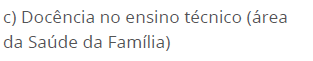 c) Docência no ensino técnico (área
da Saúde da Família)